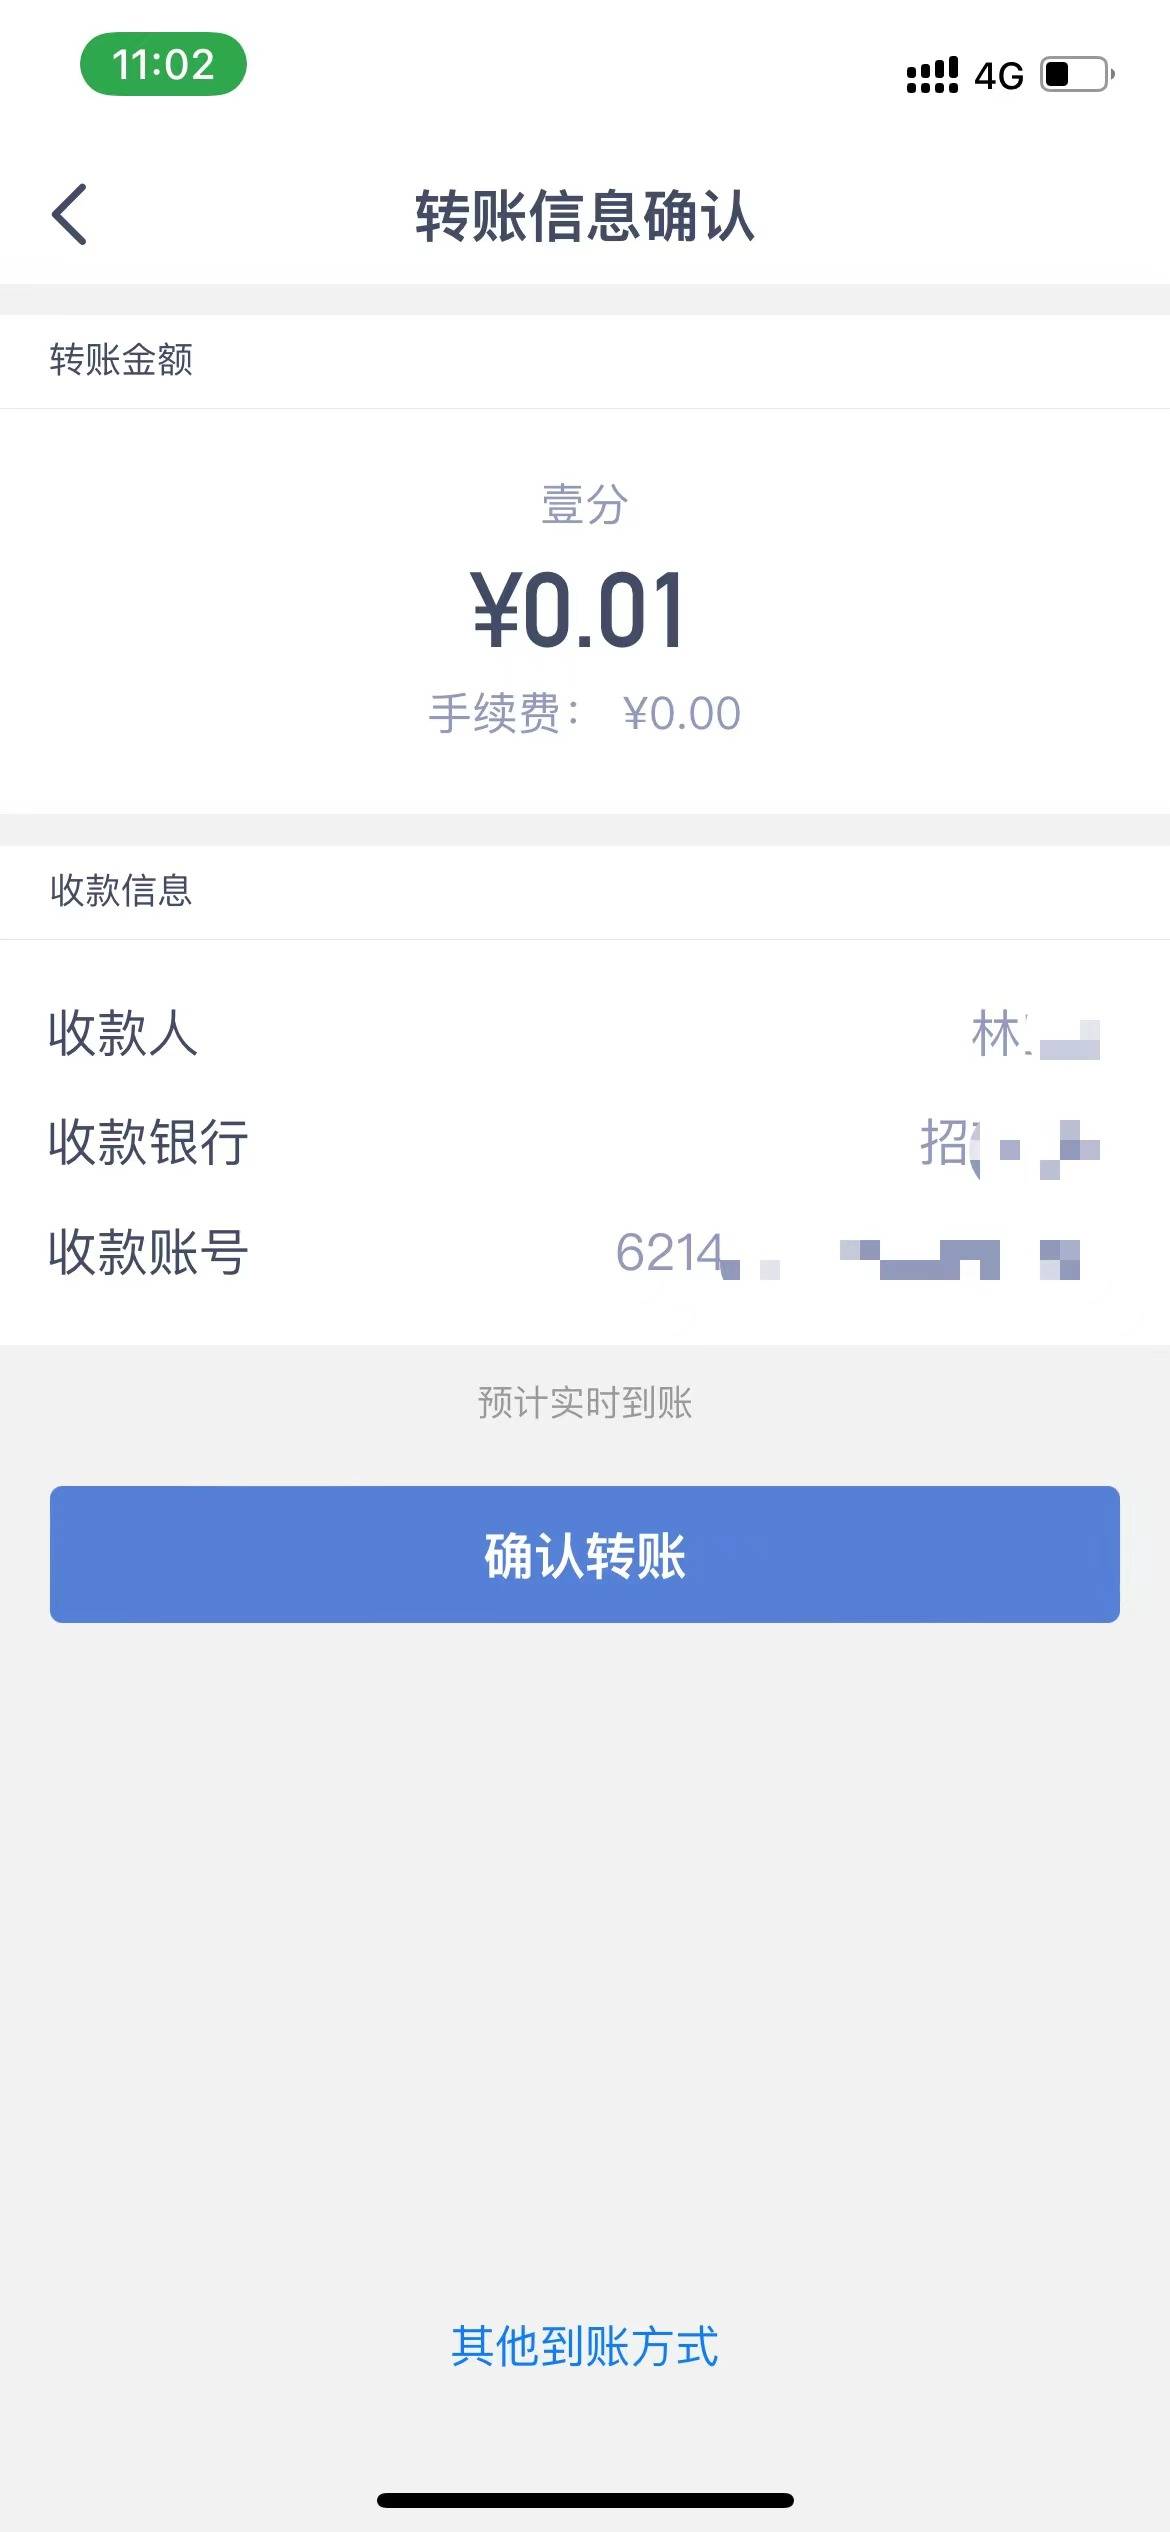 11:02
4G
转账信息确认
转账金额
壹分
¥0.01
手续费： ¥0.00
收款信息
收款人 林
收款银行 招
收款账号 6214
预计实时到账
确认转账
其他到账方式